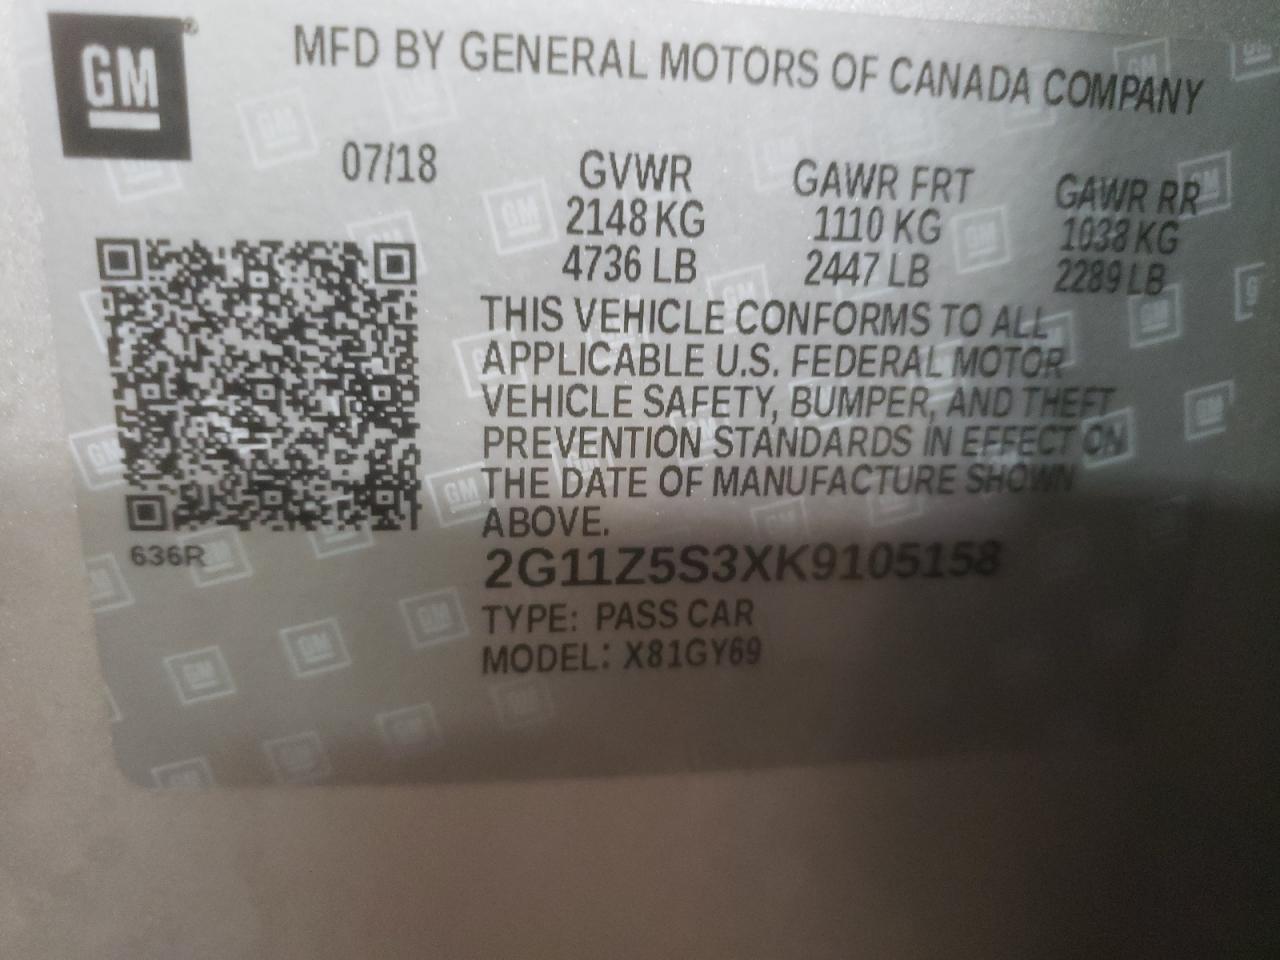 GM
MFD BY GENERAL MOTORS OF CANADA COMPANY
07/18
GVWR GAWR FRT GAWR RR
2148 KG 1110 KG 1038 KG
4736 LB 2447 LB 2289 LB
THIS VEHICLE CONFORMS TO ALL
APPLICABLE U.S. FEDERAL MOTOR
VEHICLE SAFETY, BUMPER, AND THEFT
PREVENTION STANDARDS IN EFFECT ON
THE DATE OF MANUFACTURE SHOWN
ABOVE.
636R
2G11Z5S3XK9105158
TYPE: PASS CAR
MODEL: X81GY69